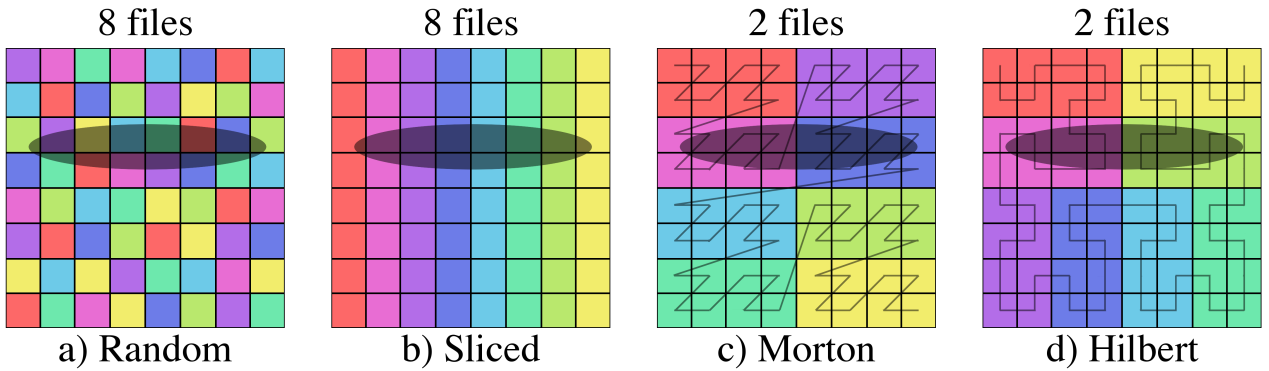 8 files
8 files
2 files
2 files
a) Random
b) Sliced
c) Morton
d) Hilbert